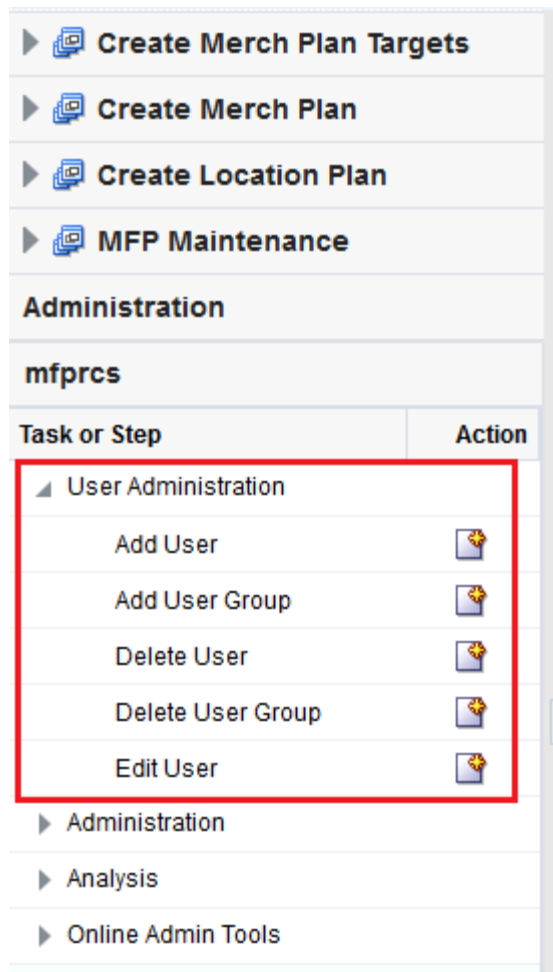 Create Merch Plan Targets
Create Merch Plan
Create Location Plan
MFP Maintenance
Administration
mfprcs
Task or Step Action
User Administration
Add User
Add User Group
Delete User
Delete User Group
Edit User
Administration
Analysis
Online Admin Tools